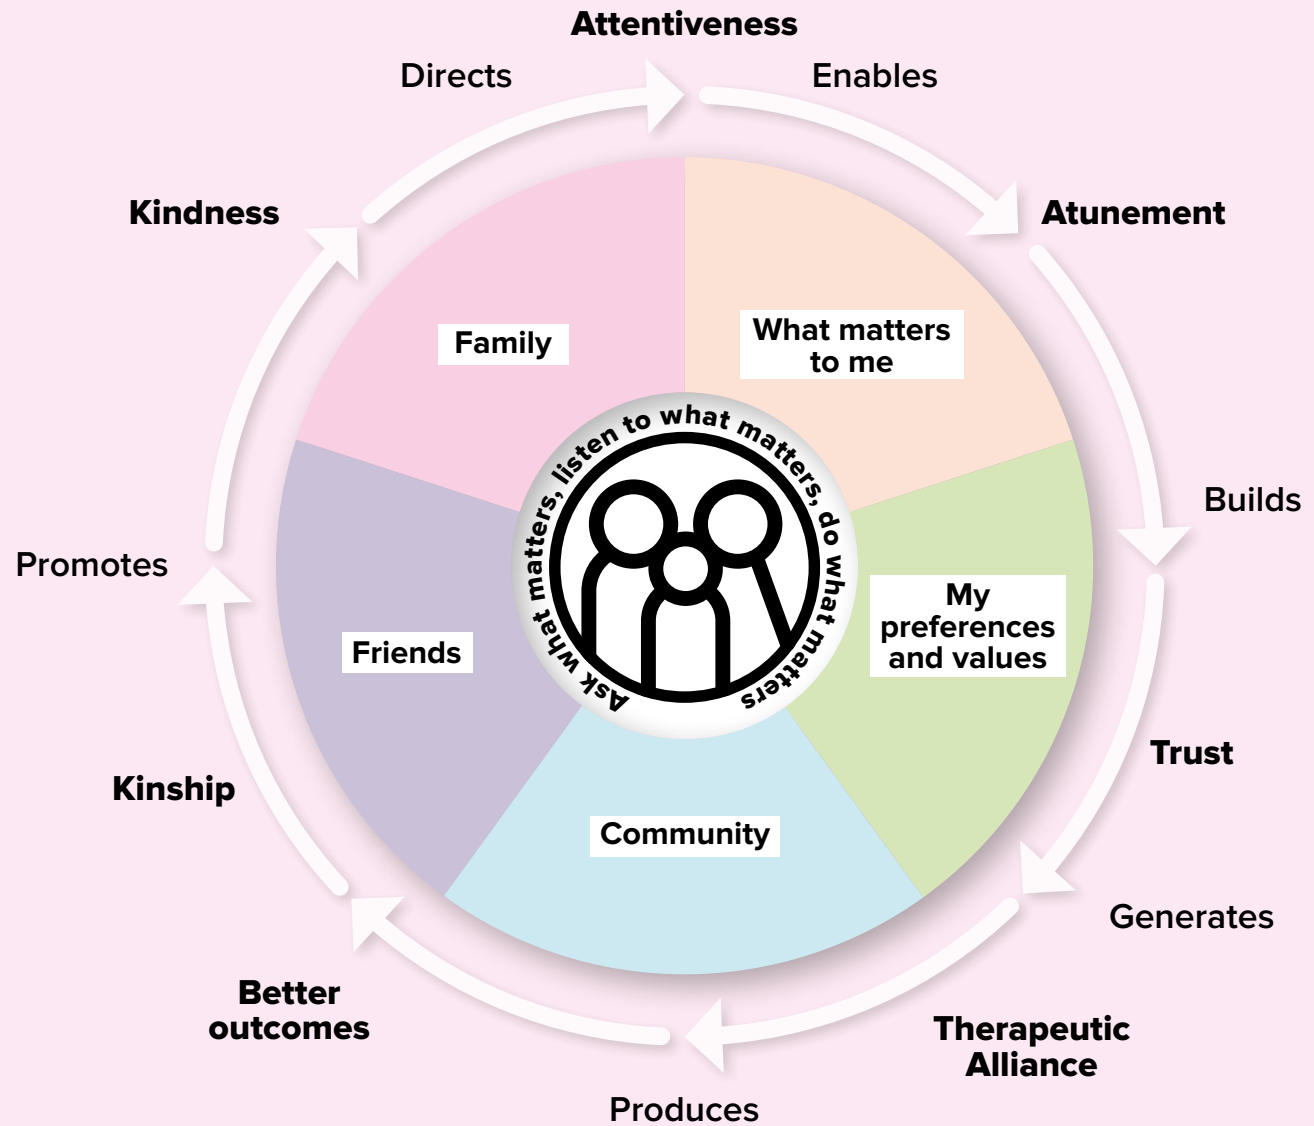 Attentiveness
Directs
Enables
Kindness
Atunement
Family
What matters
to me
Ask what matters, listen to what matters, do what matters
Builds
Promotes
My
preferences
and values
Friends
Trust
Kinship
Community
Generates
Better
outcomes
Therapeutic
Alliance
Produces